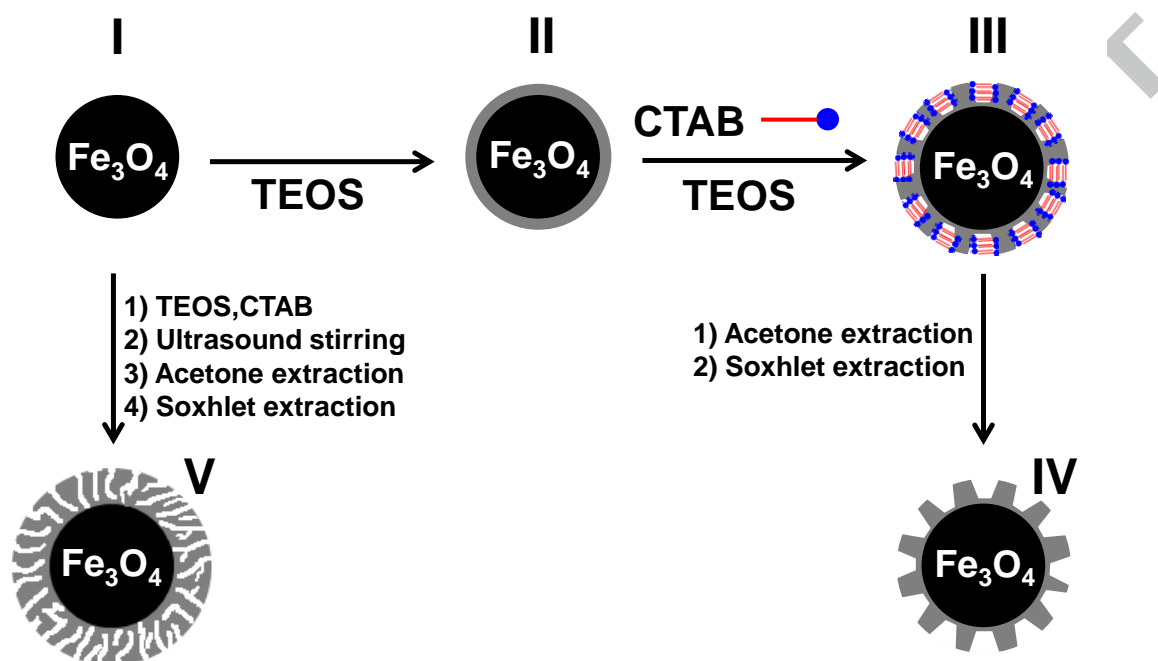 I
II
III
Fe3O4
TEOS
Fe3O4
CTAB
TEOS
Fe3O4
1) TEOS,CTAB
2) Ultrasound stirring
3) Acetone extraction
4) Soxhlet extraction
1) Acetone extraction
2) Soxhlet extraction
V
Fe3O4
IV
Fe3O4